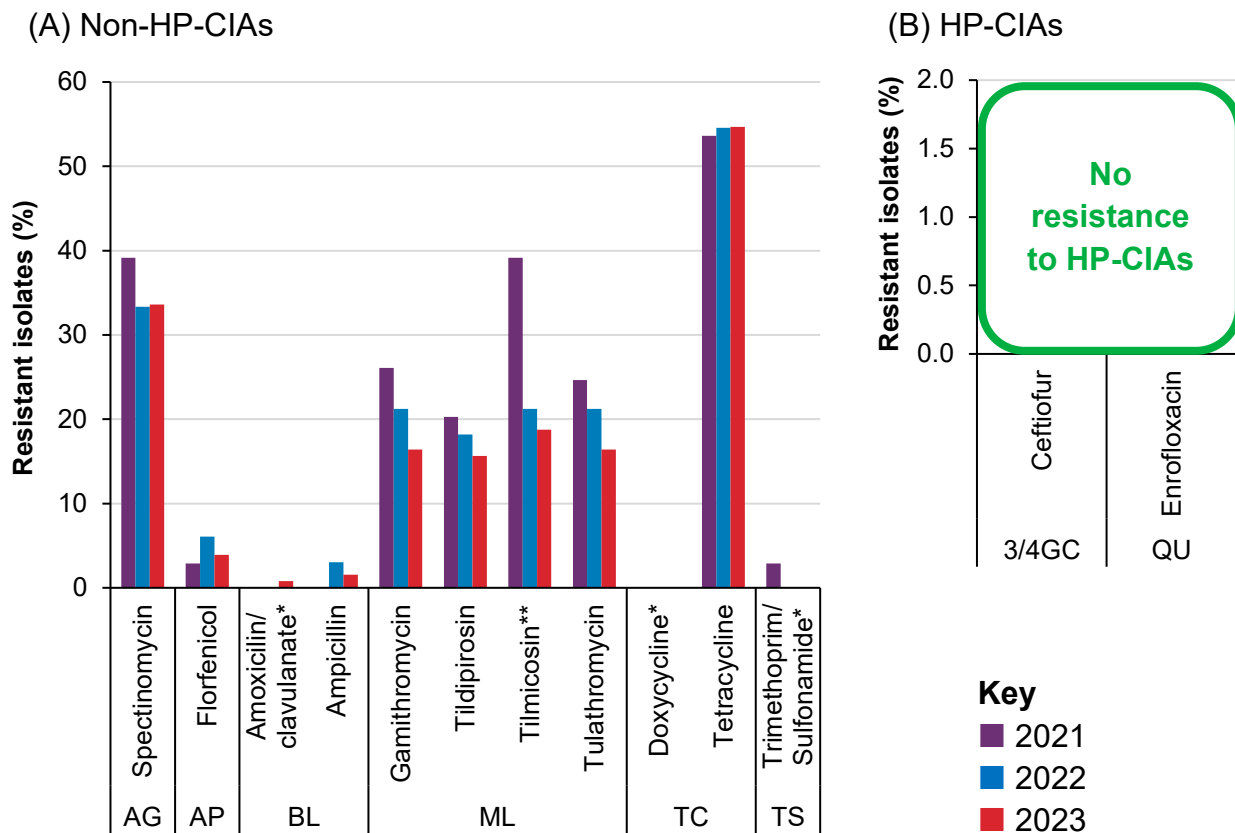 (A) Non-HP-CIAs
Resistant isolates (%)
60
50
40
30
20
10
0
Spectinomycin
Florfenicol
Amoxicilin/
clavulanate*
Ampicillin
Gamithromycin
Tildipirosin
Tilmicosin**
Tulathromycin
Doxycycline*
Tetracycline
Trimethoprim/
Sulfonamide*
AG
AP
BL
ML
TC
TS
(B) HP-CIAs
Resistant isolates (%)
2.0
1.5
1.0
0.5
0.0
No
resistance
to HP-CIAs
Ceftiofur
Enrofloxacin
3/4GC
QU
Key
2021
2022
2023